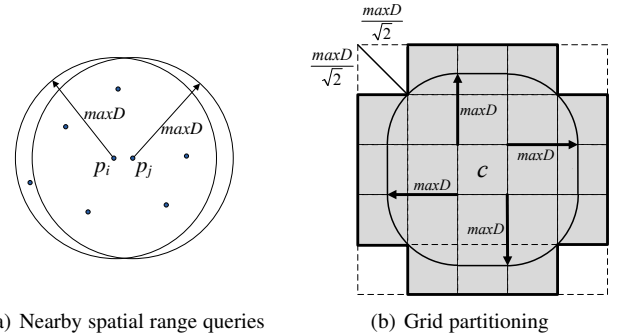 maxD
maxD
p_i
p_j
maxD
√2
maxD
√2
maxD
maxD
c
maxD
maxD
a) Nearby spatial range queries
(b) Grid partitioning